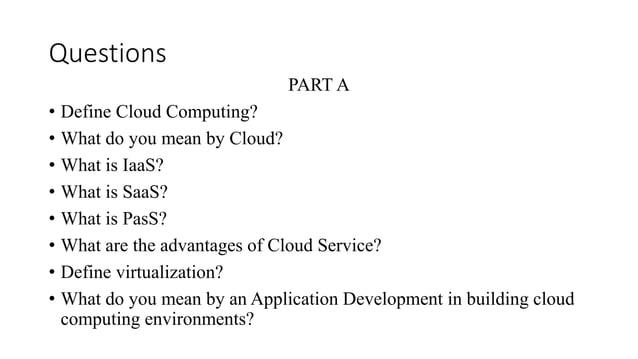 Questions
PART A
• Define Cloud Computing?
• What do you mean by Cloud?
• What is IaaS?
• What is SaaS?
• What is PasS?
• What are the advantages of Cloud Service?
• Define virtualization?
• What do you mean by an Application Development in building cloud
computing environments?